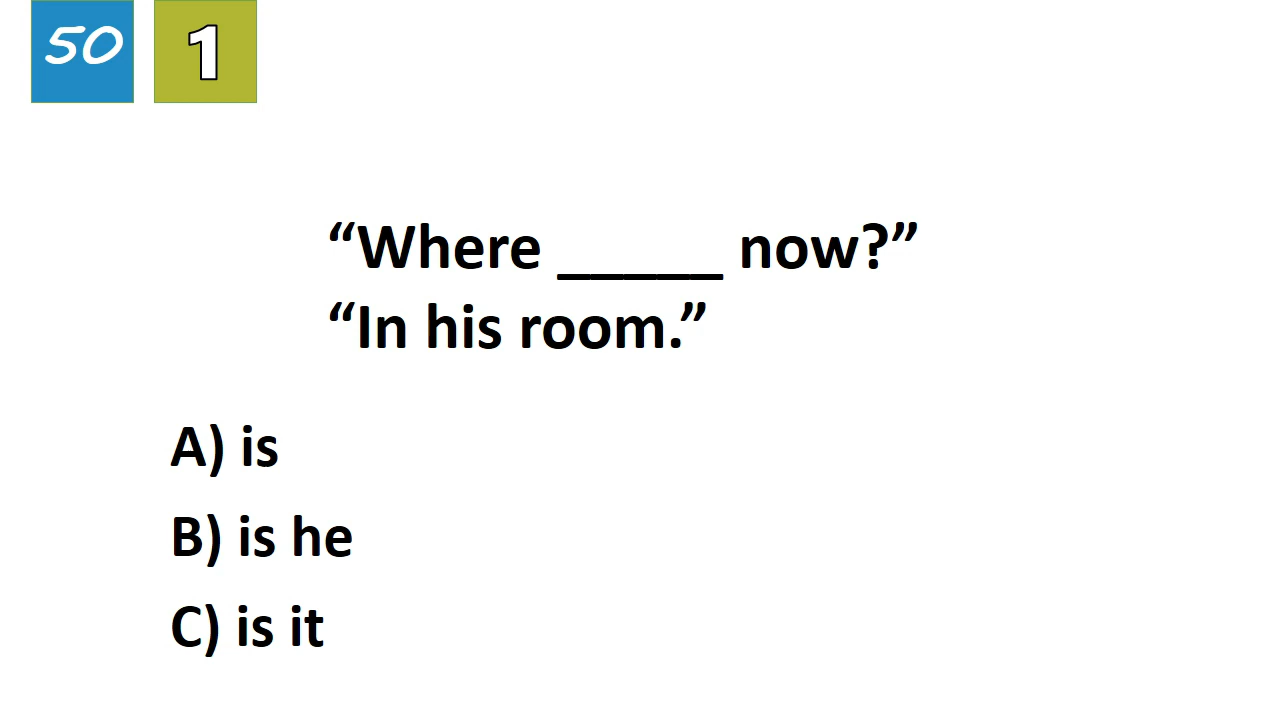 50 1
“Where _____ now?”
“In his room.”
A) is
B) is he
C) is it